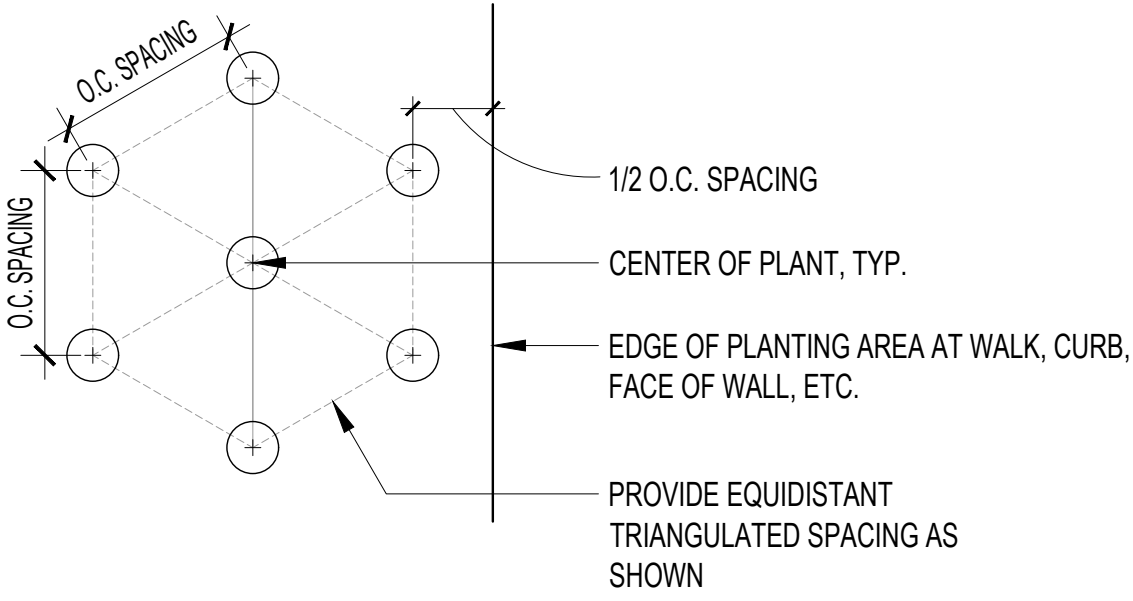 O.C. SPACING
O.C. SPACING
1/2 O.C. SPACING
CENTER OF PLANT, TYP.
EDGE OF PLANTING AREA AT WALK, CURB,
FACE OF WALL, ETC.
PROVIDE EQUIDISTANT
TRIANGULATED SPACING AS
SHOWN